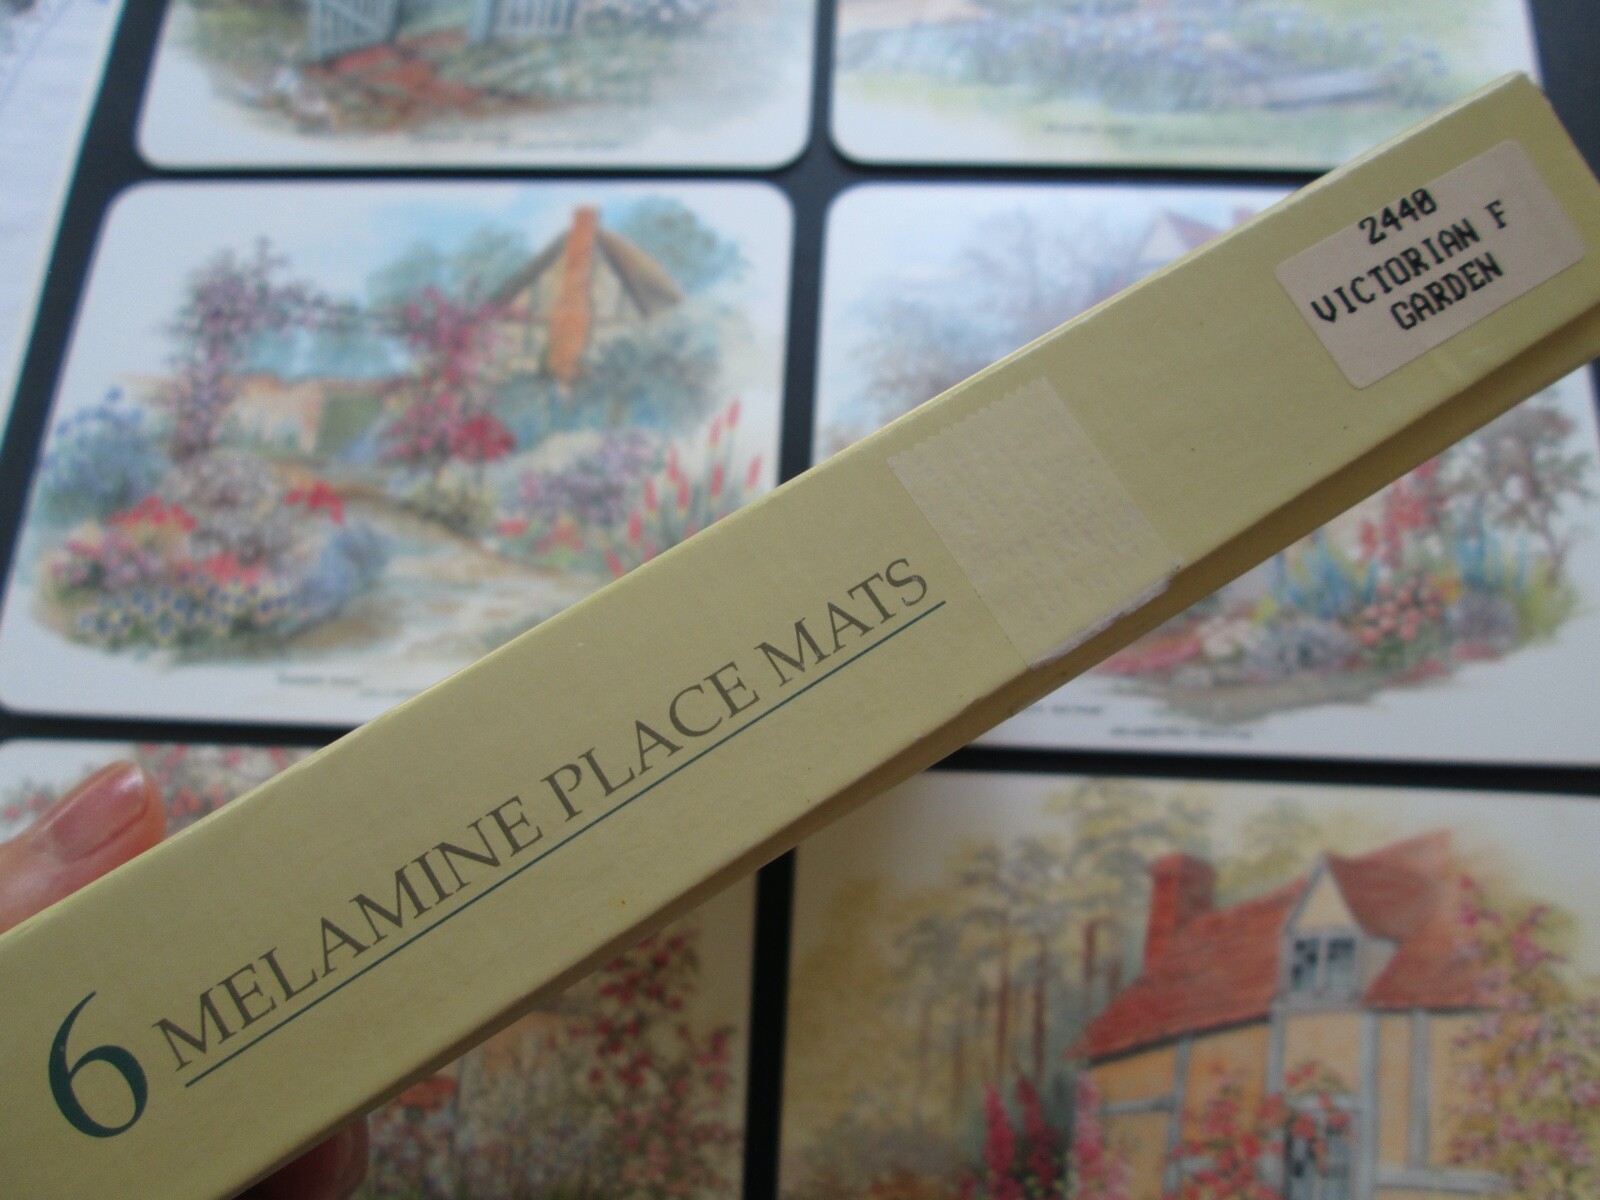 2440
VICTORIAN F
GARDEN
6 MELAMINE PLACE MATS